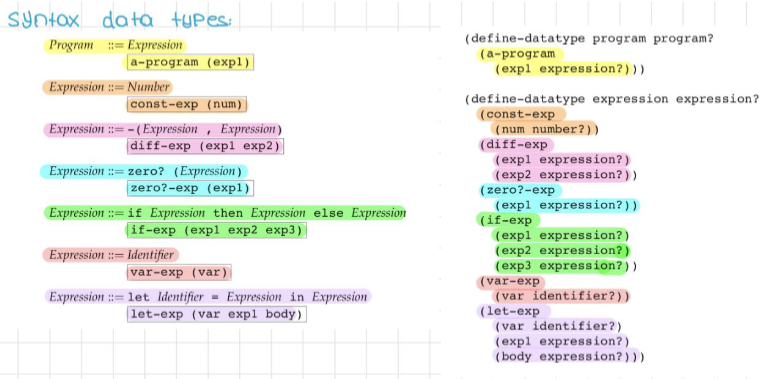 Syntax data types:
Program ::= Expression
a-program (exp1)
Expression ::= Number
const-exp (num)
Expression ::= -(Expression , Expression)
diff-exp (exp1 exp2)
Expression ::= zero? (Expression)
zero?-exp (exp1)
Expression ::= if Expression then Expression else Expression
if-exp (exp1 exp2 exp3)
Expression ::= Identifier
var-exp (var)
Expression ::= let Identifier = Expression in Expression
let-exp (var exp1 body)
(define-datatype program program?
(a-program
(exp1 expression?)))
(define-datatype expression expression?
(const-exp
(num number?))
(diff-exp
(exp1 expression?)
(exp2 expression?))
(zero?-exp
(exp1 expression?))
(if-exp
(exp1 expression?)
(exp2 expression?)
(exp3 expression?))
(var-exp
(var identifier?))
(let-exp
(var identifier?)
(exp1 expression?)
(body expression?)))